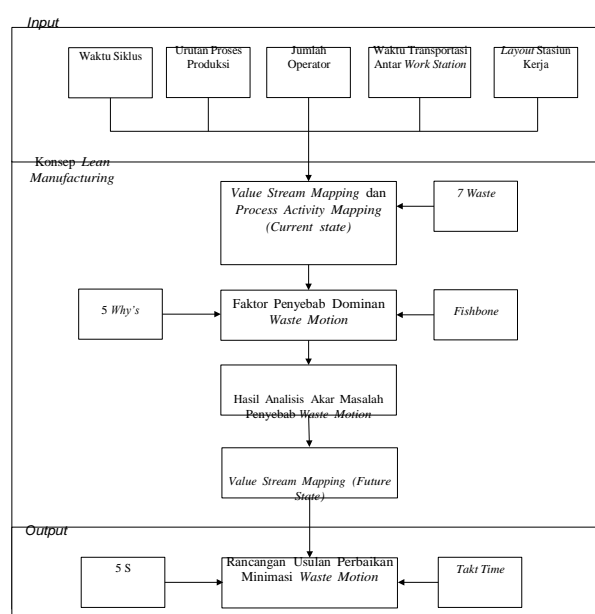 Input
Waktu Siklus
Urutan Proses
Produksi
Jumlah
Operator
Waktu Transportasi
Antar Work Station
Layout Stasiun
Kerja
Konsep Lean
Manufacturing
Value Stream Mapping dan
Process Activity Mapping
(Current state)
7 Waste
5 Why's
Faktor Penyebab Dominan
Waste Motion
Fishbone
Hasil Analisis Akar Masalah
Penyebab Waste Motion
Value Stream Mapping (Future
State)
Output
5 S
Rancangan Usulan Perbaikan
Minimasi Waste Motion
Takt Time